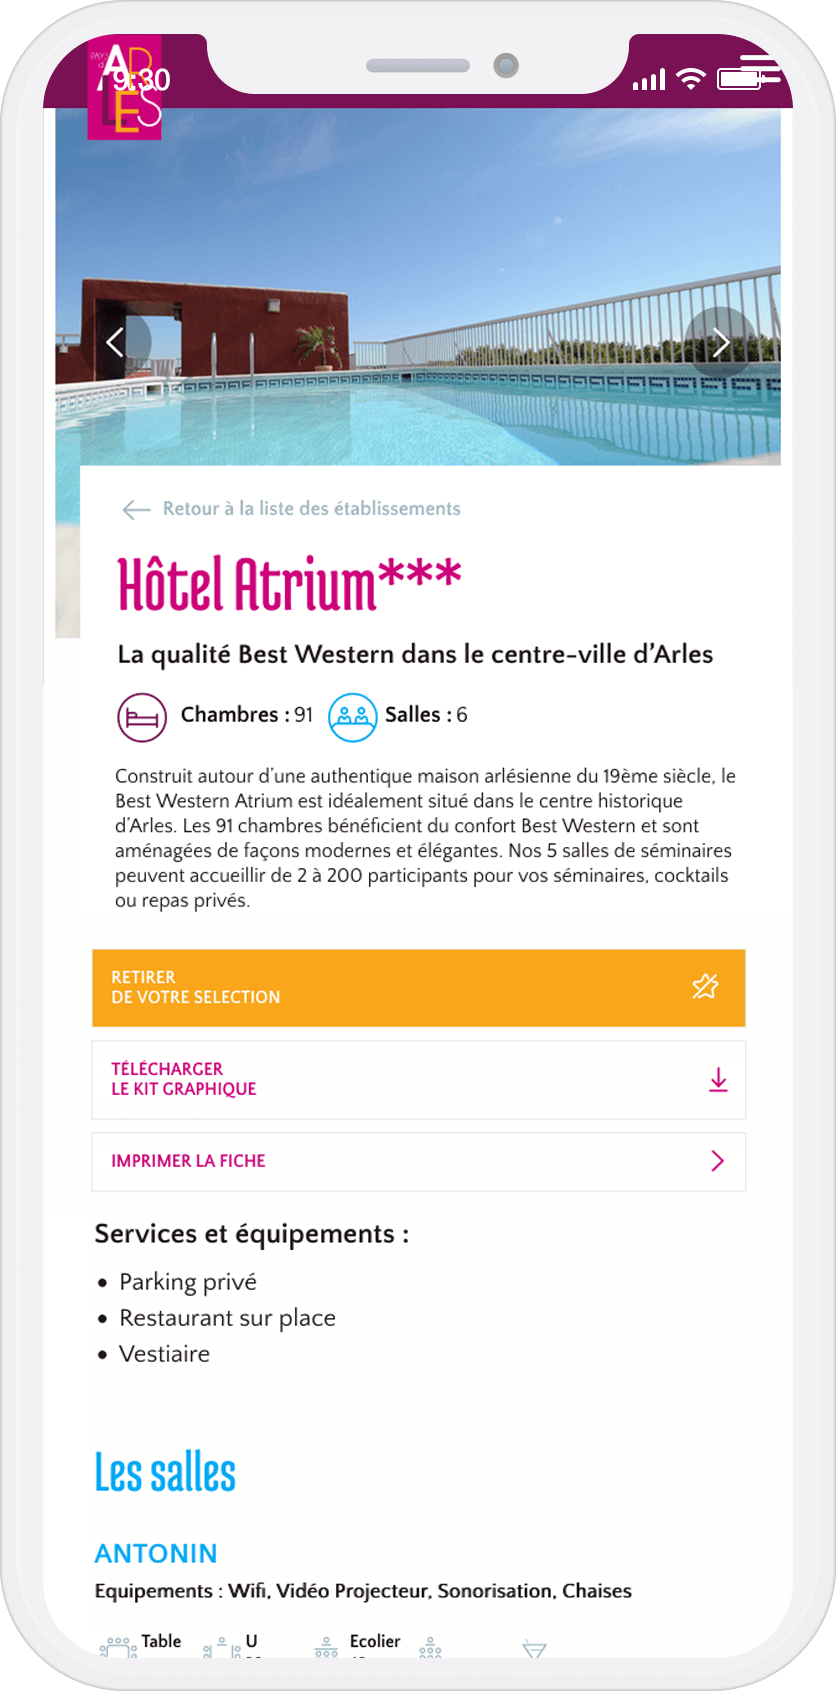 PAYS
d'
ARLES
9:30
Retour à la liste des établissements
Hôtel Atrium***
La qualité Best Western dans le centre-ville d’Arles
Chambres : 91 Salles : 6
Construit autour d’une authentique maison arlésienne du 19ème siècle, le
Best Western Atrium est idéalement situé dans le centre historique
d’Arles. Les 91 chambres bénéficient du confort Best Western et sont
aménagées de façons modernes et élégantes. Nos 5 salles de séminaires
peuvent accueillir de 2 à 200 participants pour vos séminaires, cocktails
ou repas privés.
RETIRER
DE VOTRE SELECTION
TÉLÉCHARGER
LE KIT GRAPHIQUE
IMPRIMER LA FICHE
Services et équipements :
• Parking privé
• Restaurant sur place
• Vestiaire
Les salles
ANTONIN
Equipements : Wifi, Vidéo Projecteur, Sonorisation, Chaises
Table U Ecolier